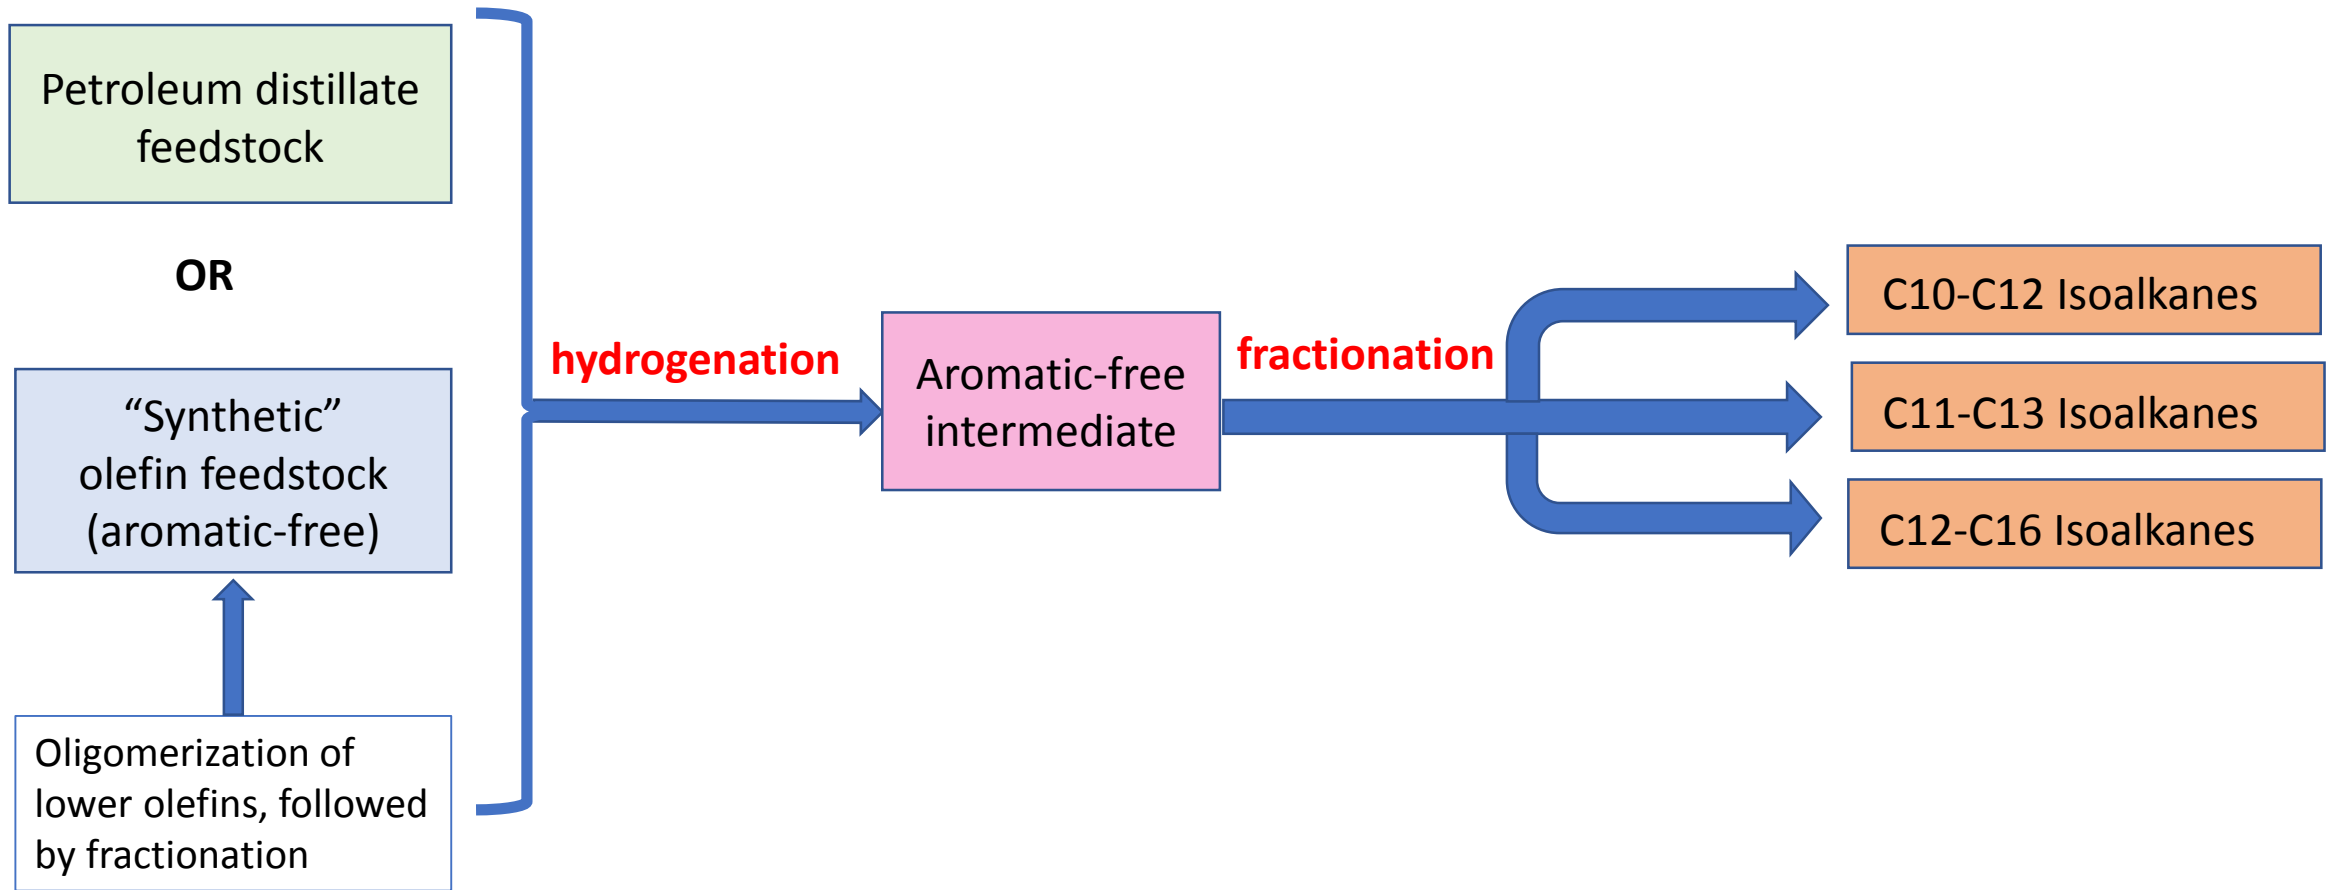 Petroleum distillate
feedstock
OR
“Synthetic”
olefin feedstock
(aromatic-free)
Oligomerization of
lower olefins, followed
by fractionation
hydrogenation
Aromatic-free
intermediate
fractionation
C10-C12 Isoalkanes
C11-C13 Isoalkanes
C12-C16 Isoalkanes